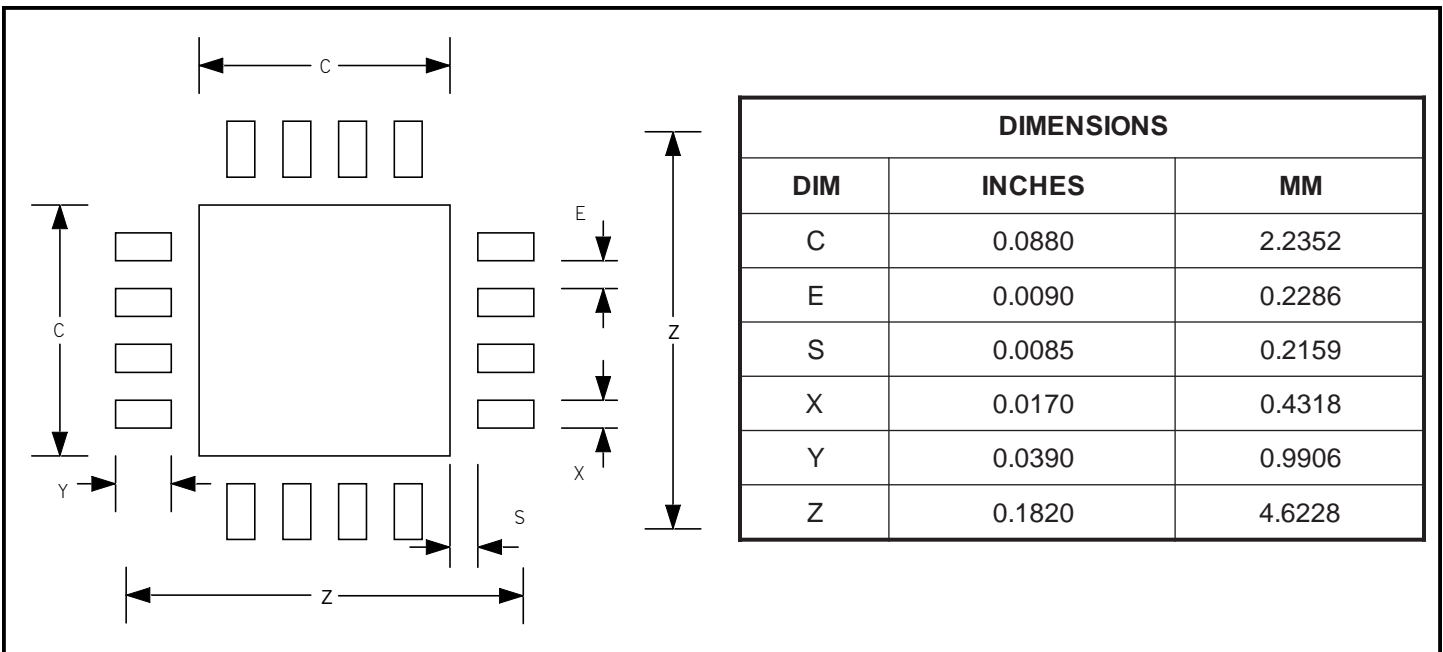 C
E
C
Z
Y
X
S
Z
DIMENSIONS
DIM INCHES MM
C 0.0880 2.2352
E 0.0090 0.2286
S 0.0085 0.2159
X 0.0170 0.4318
Y 0.0390 0.9906
Z 0.1820 4.6228